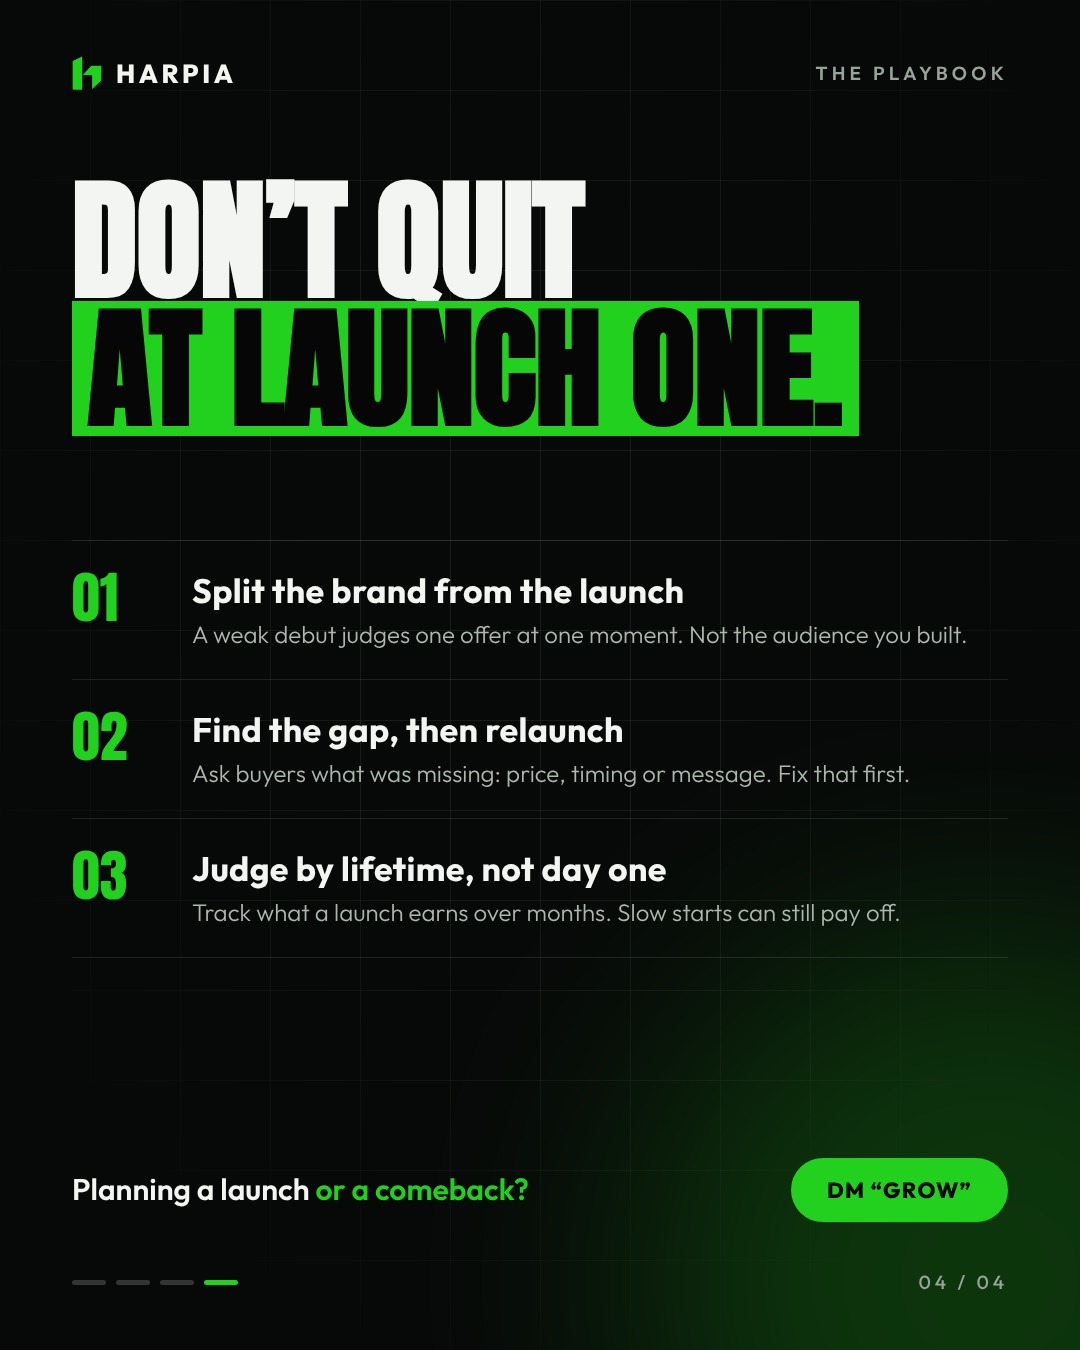 HARPIA
THE PLAYBOOK
DON’T QUIT
AT LAUNCH ONE.
01
Split the brand from the launch
A weak debut judges one offer at one moment. Not the audience you built.
02
Find the gap, then relaunch
Ask buyers what was missing: price, timing or message. Fix that first.
03
Judge by lifetime, not day one
Track what a launch earns over months. Slow starts can still pay off.
Planning a launch or a comeback?
DM “GROW”
04 / 04